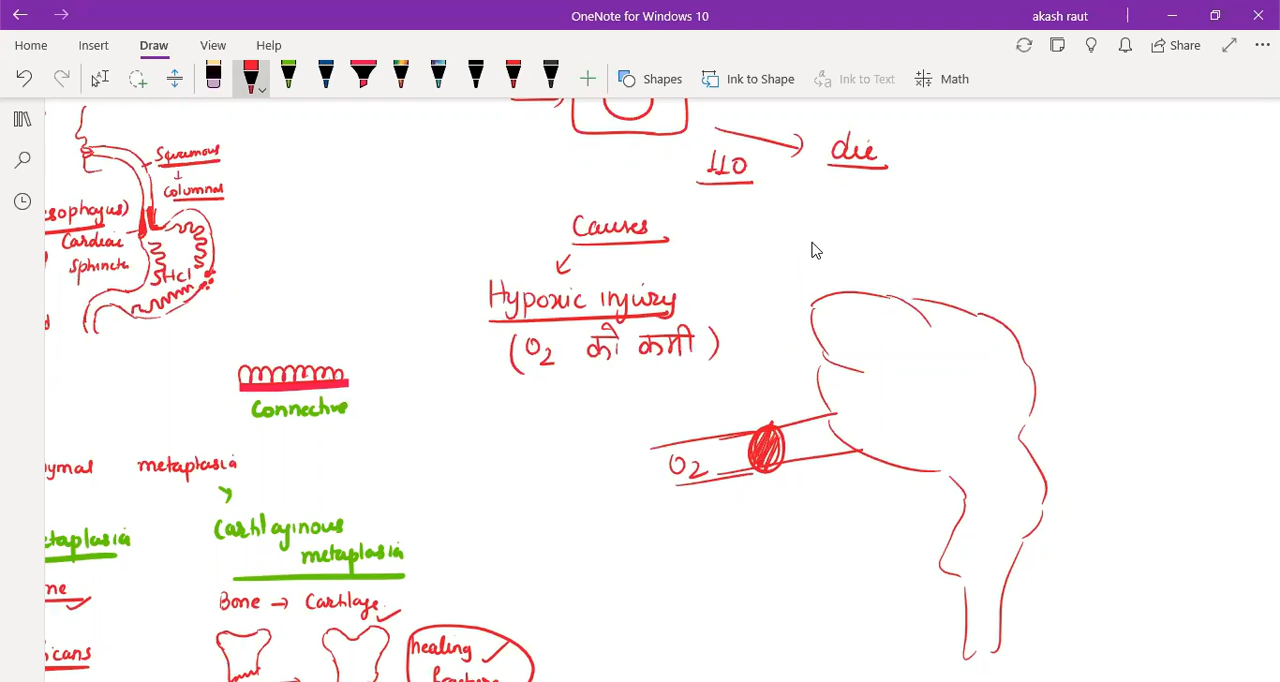 OneNote for Windows 10
akash raut
Home Insert Draw View Help
Share
Shapes
Ink to Shape
Ink to Text
Math
Squamous
↓
Columnar
esophagus)
Cardiac
Sphincte
HCl
110
die
Causes
Hypoxic injury
(O2 की कमी)
O2
Connective
ymal metaplasia
Cartilaginous
metaplasia
etaplasia
ne
Bone → Cartilage
icans
healing